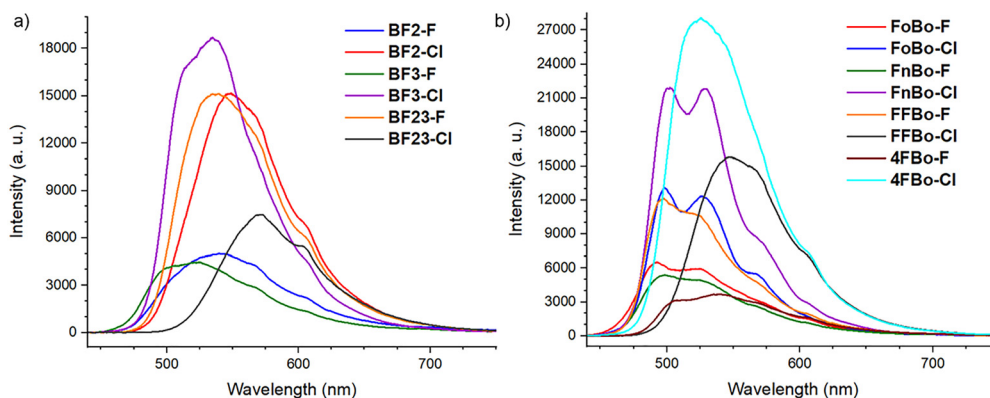 a)
BF2-F
BF2-Cl
BF3-F
BF3-Cl
BF23-F
BF23-Cl
18000
15000
12000
9000
6000
3000
0
Intensity (a. u.)
500
600
700
Wavelength (nm)
b)
FoBo-F
FoBo-Cl
FnBo-F
FnBo-Cl
FFBo-F
FFBo-Cl
4FBo-F
4FBo-Cl
27000
24000
21000
18000
15000
12000
9000
6000
3000
0
Intensity (a. u.)
500
600
700
Wavelength (nm)